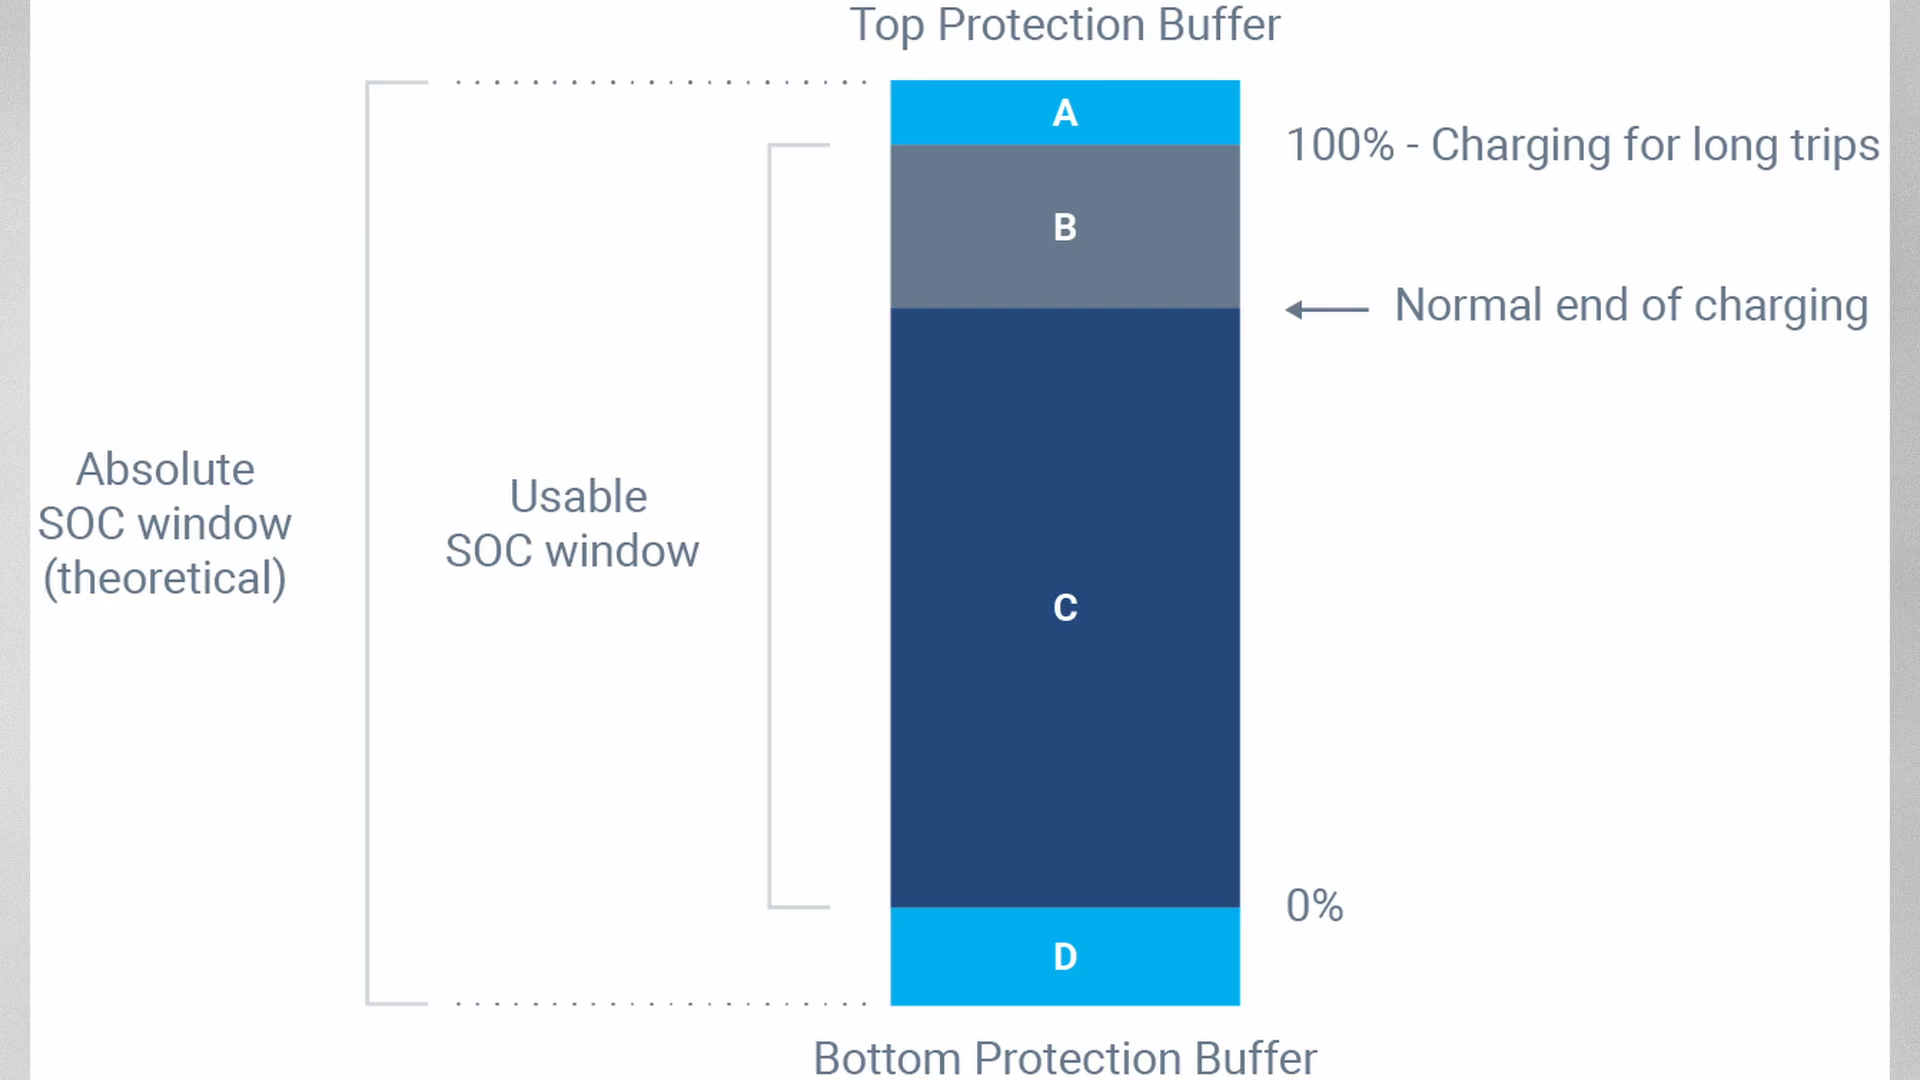 Top Protection Buffer
A
100% - Charging for long trips
B
Normal end of charging
Absolute
SOC window
(theoretical)
Usable
SOC window
C
0%
D
Bottom Protection Buffer